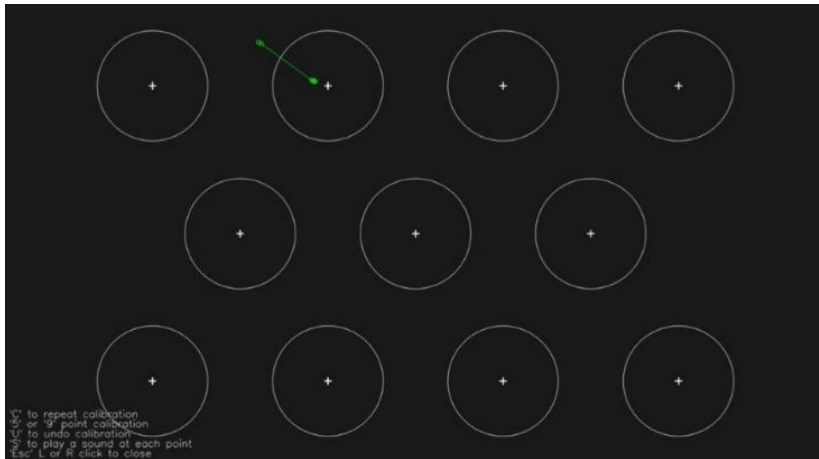 'C' to repeat calibration
'5' or '9' point calibration
'U' to undo calibration
'S' to play a sound at each point
'Esc' L or R click to close